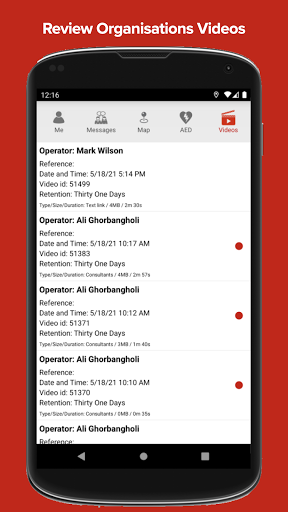 Review Organisations Videos
12:16
Me
Messages
Map
AED
Videos
Operator: Mark Wilson
Reference:
Date and Time: 5/18/21 5:14 PM
Video id: 51499
Retention: Thirty One Days
Type/Size/Duration: Test link / 4MB / 2m 30s
Operator: Ali Ghorbangholi
Reference:
Date and Time: 5/18/21 10:17 AM
Video id: 51383
Retention: Thirty One Days
Type/Size/Duration: Consultants / 4MB / 2m 57s
Operator: Ali Ghorbangholi
Reference:
Date and Time: 5/18/21 10:12 AM
Video id: 51371
Retention: Thirty One Days
Type/Size/Duration: Consultants / 3MB / 1m 40s
Operator: Ali Ghorbangholi
Reference:
Date and Time: 5/18/21 10:10 AM
Video id: 51370
Retention: Thirty One Days
Type/Size/Duration: Consultants / 0MB / 0m 35s
Operator: Ali Ghorbangholi
Reference: